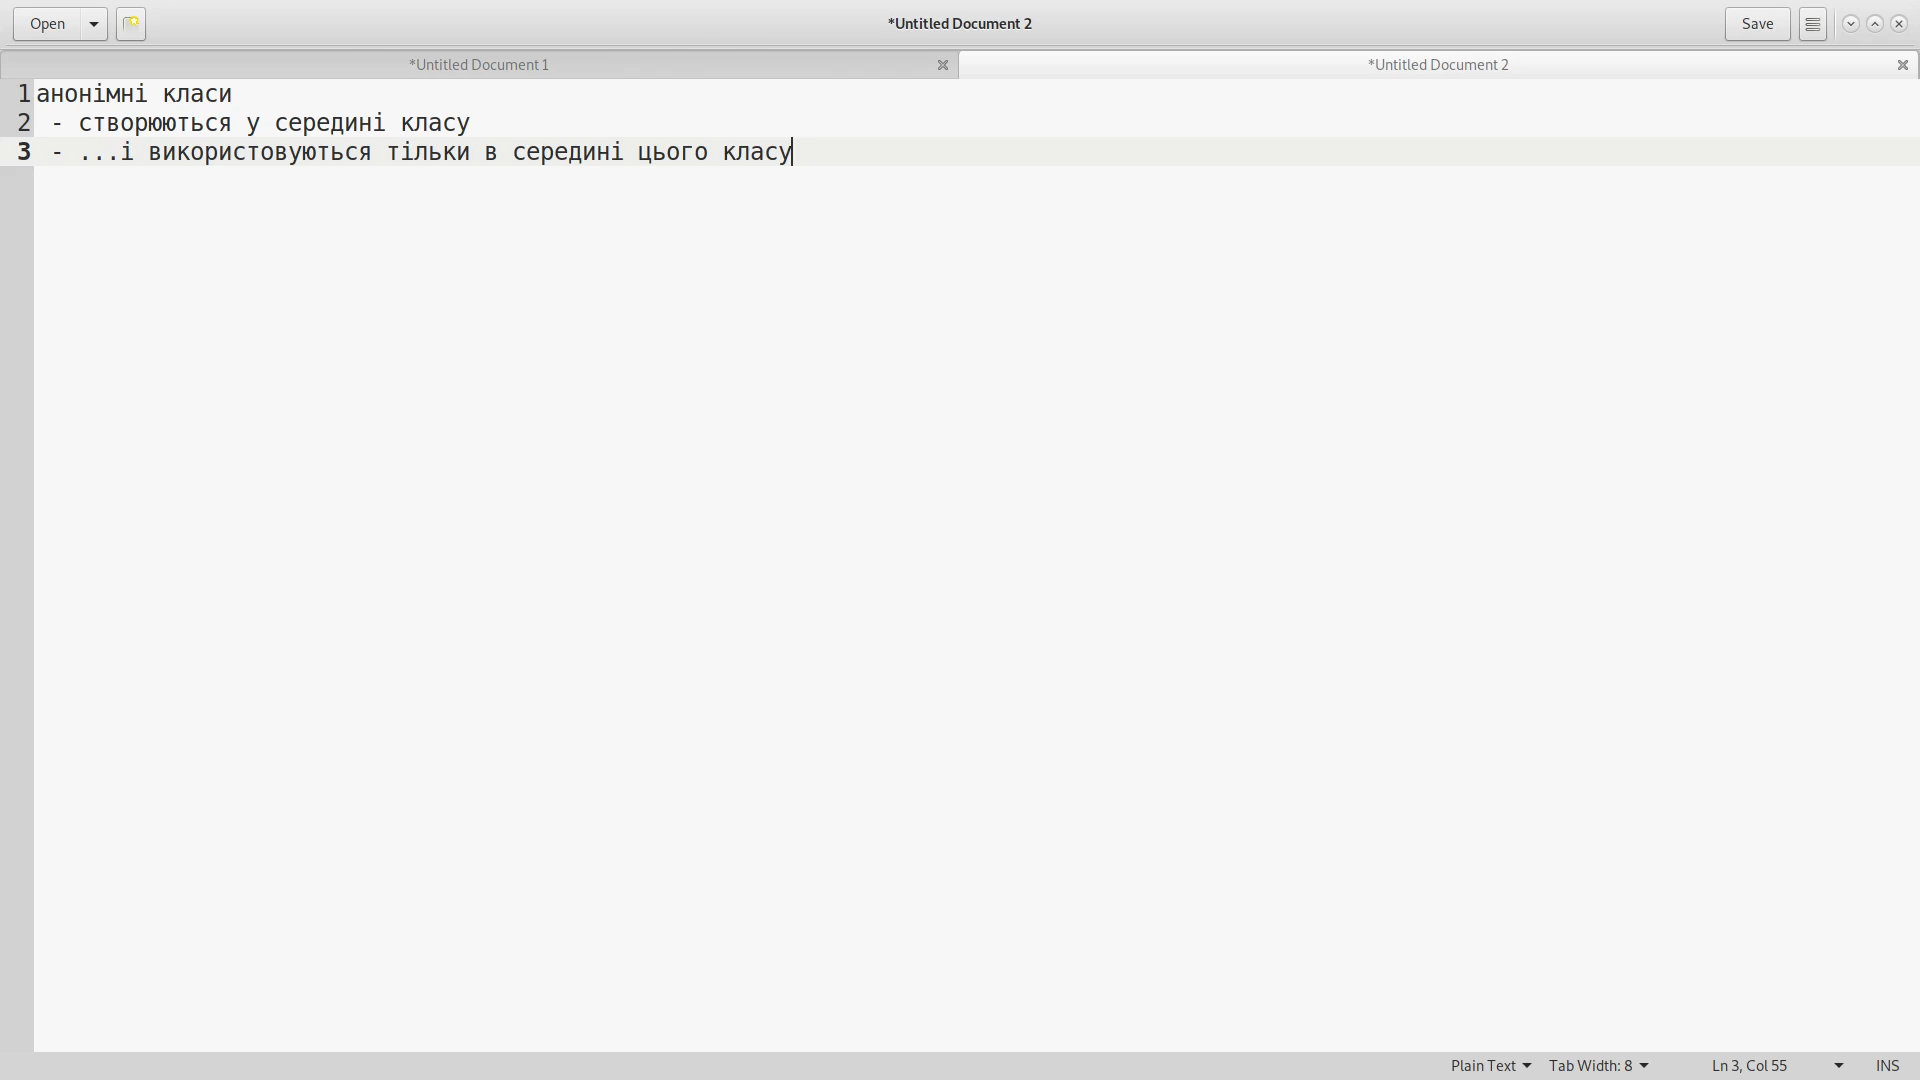 Open
*Untitled Document 2
Save
*Untitled Document 1
*Untitled Document 2
1 анонімні класи
2  - створюються у середині класу
3  - ...і використовуються тільки в середині цього класу
Plain Text
Tab Width: 8
Ln 3, Col 55
INS